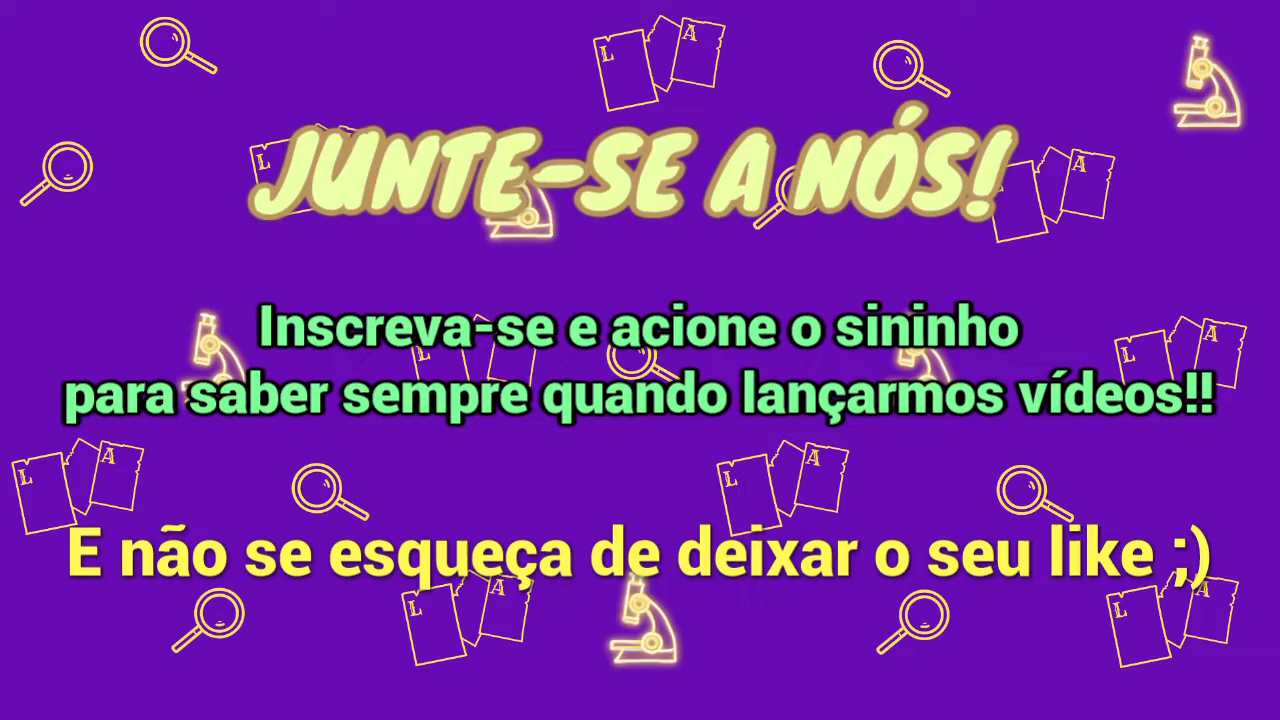 L A
L
JUNTE-SE A NÓS!
A
Inscreva-se e acione o sininho
L A
L
para saber sempre quando lançarmos vídeos!!
L A
L A
E não se esqueça de deixar o seu like ;)
L A
L A